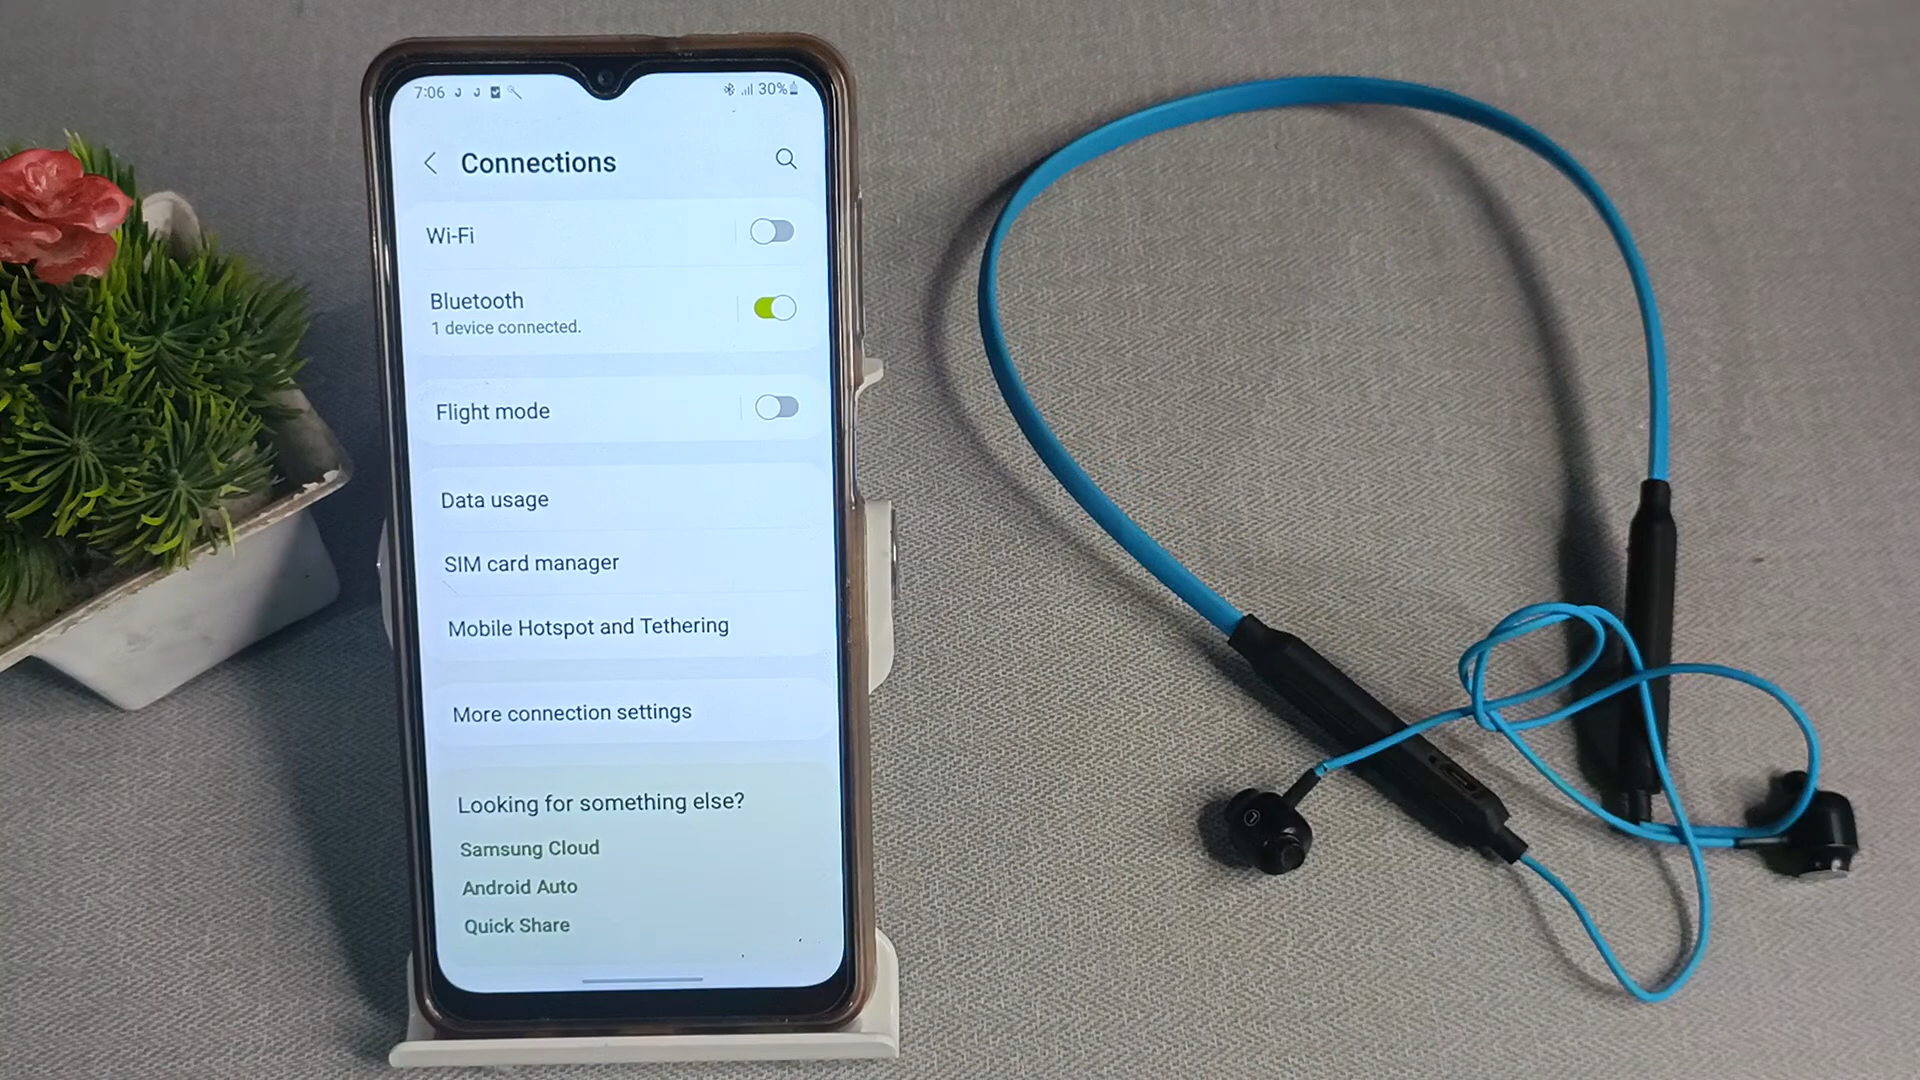 7:06
30%
Connections
Wi-Fi
Bluetooth
1 device connected.
Flight mode
Data usage
SIM card manager
Mobile Hotspot and Tethering
More connection settings
Looking for something else?
Samsung Cloud
Android Auto
Quick Share
L